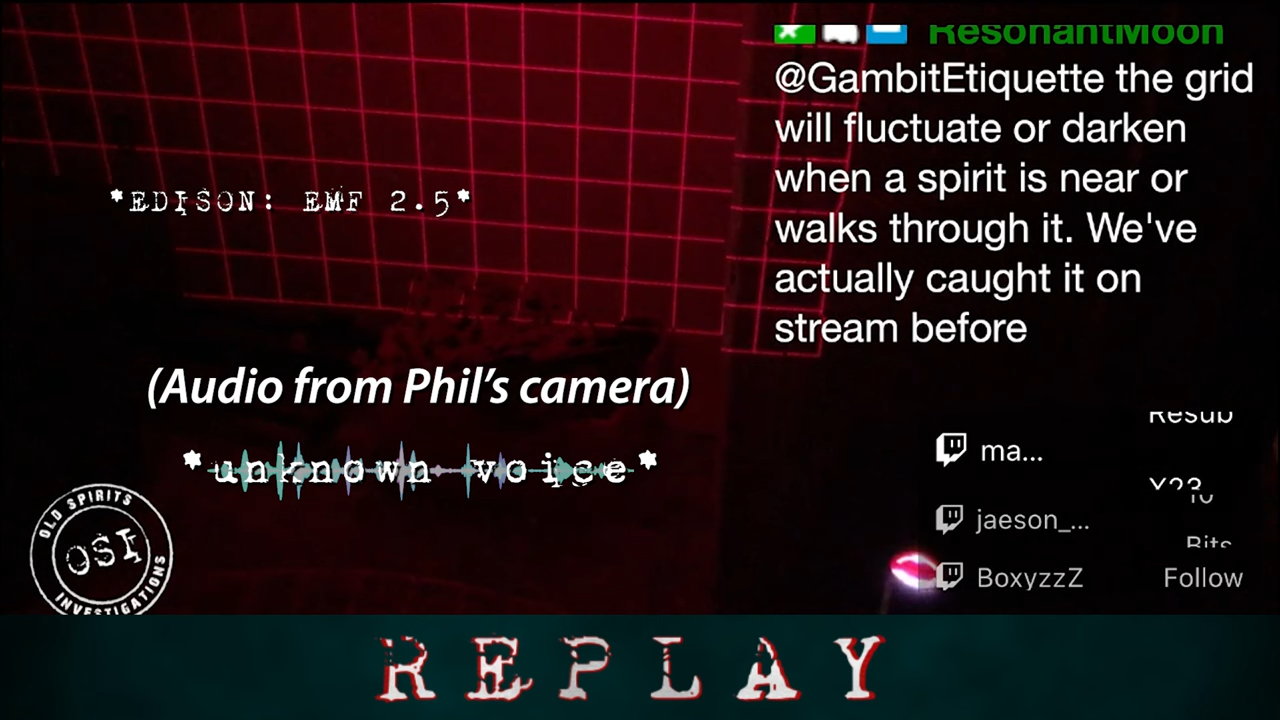 ResonantMoon
@GambitEtiquette the grid
will fluctuate or darken
when a spirit is near or
walks through it. We've
actually caught it on
stream before
*EDISON: EMF 2.5*
(Audio from Phil’s camera)
*unknown voice*
Resub
ma...
X23
10
jaeson_...
Bits
BoxyzzZ
Follow
OLD SPIRITS
OSI
INVESTIGATIONS
REPLAY